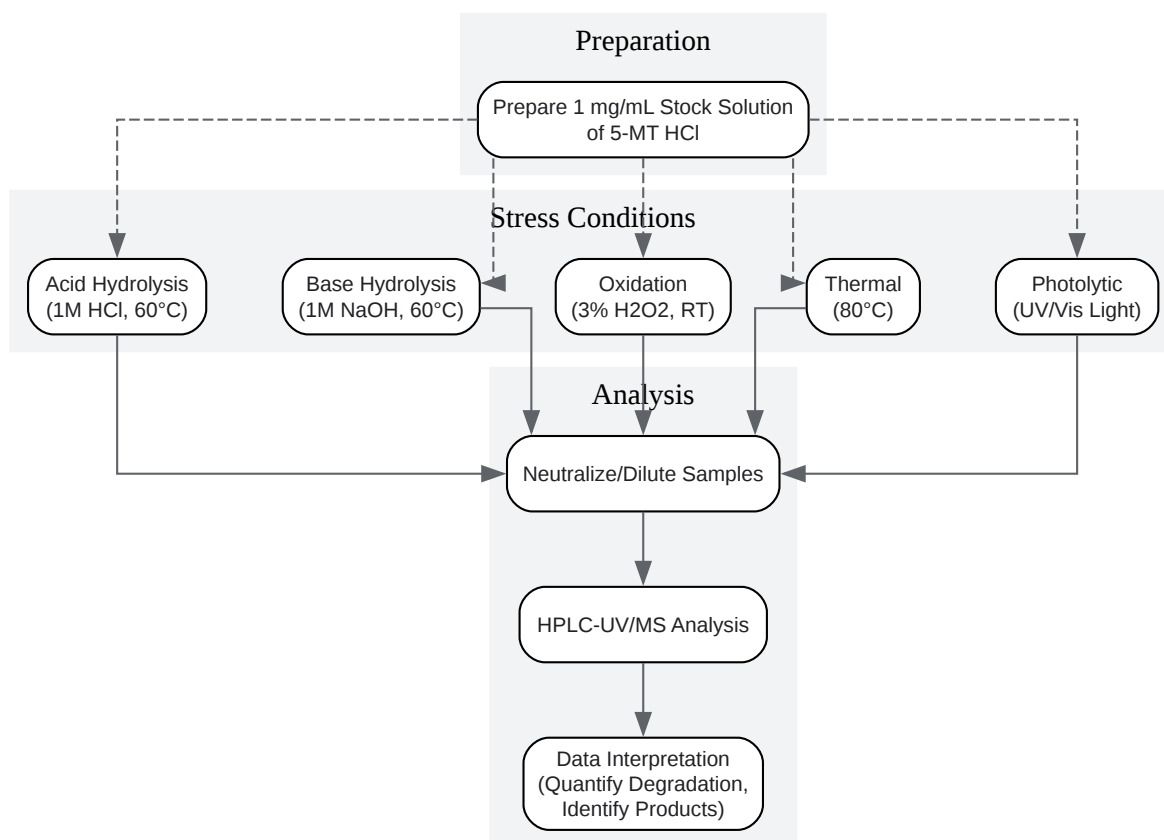 Preparation
Prepare 1 mg/mL Stock Solution
of 5-MT HCl
Stress Conditions
Acid Hydrolysis
(1M HCl, 60°C)
Base Hydrolysis
(1M NaOH, 60°C)
Oxidation
(3% H2O2, RT)
Thermal
(80°C)
Photolytic
(UV/Vis Light)
Analysis
Neutralize/Dilute Samples
HPLC-UV/MS Analysis
Data Interpretation
(Quantify Degradation,
Identify Products)